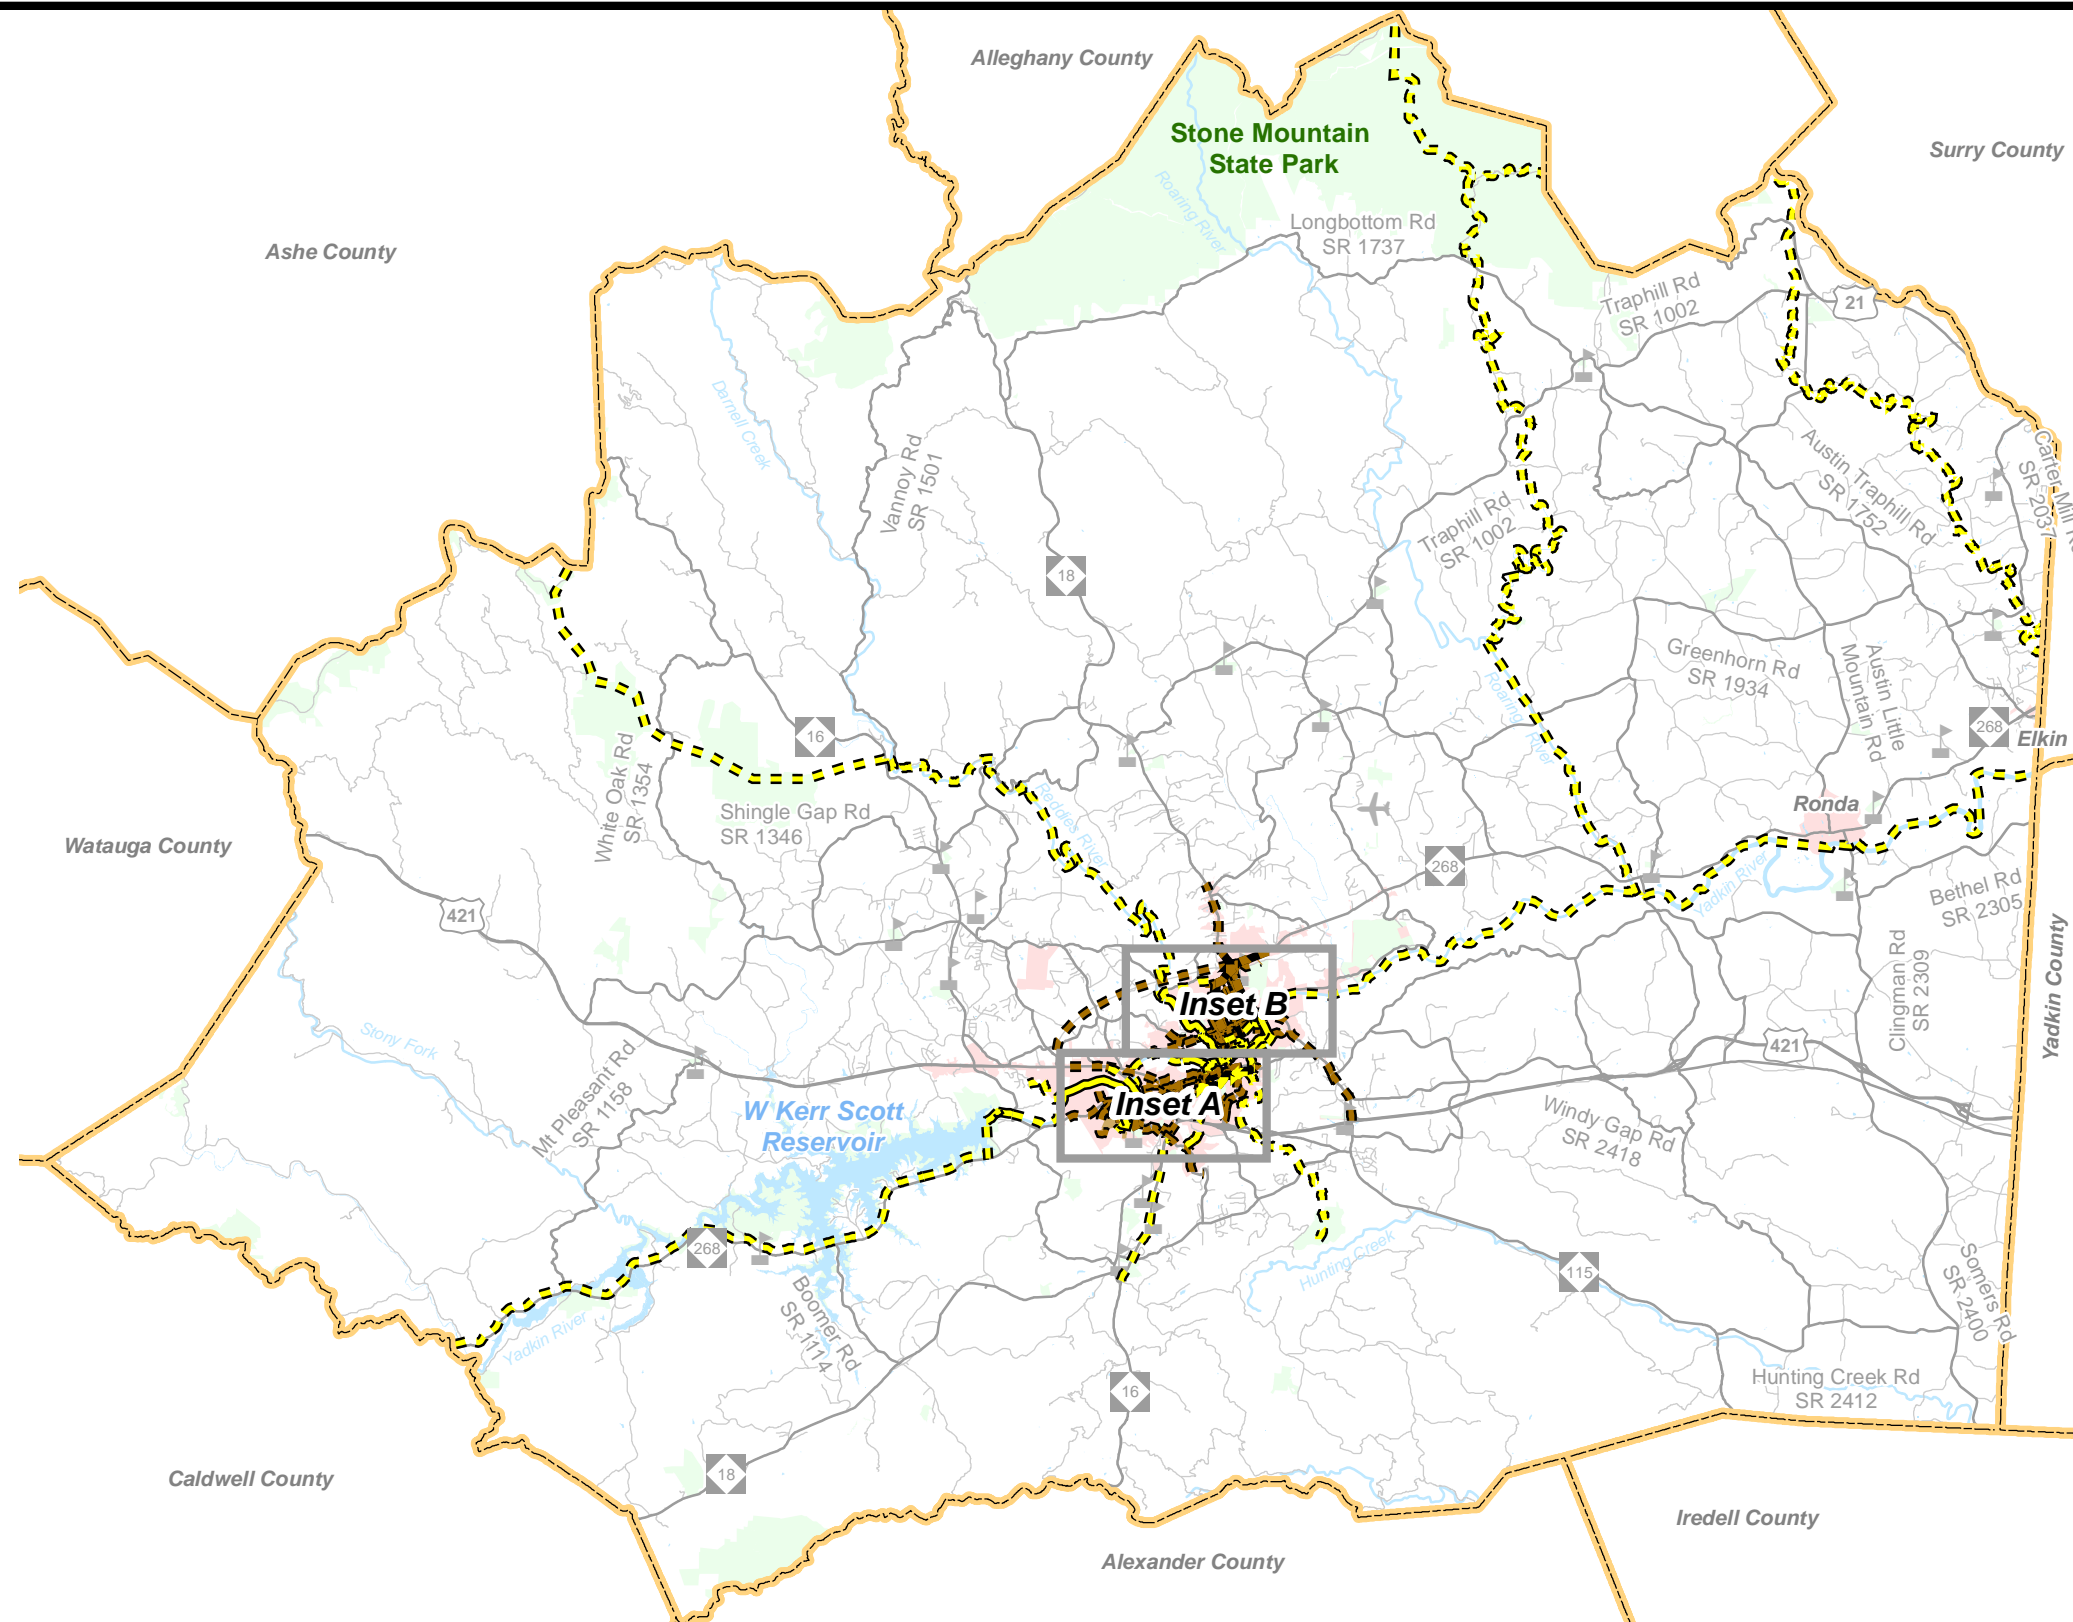 Alleghany County
Stone Mountain
State Park
Surry County
Roaring River
Longbottom Rd
SR 1737
Ashe County
Traphill Rd
SR 1002
21
Darnell Creek
Vannoy Rd
SR 1501
Austin Traphill Rd
SR 1752
Carter Mill Rd
SR 2037
Traphill Rd
SR 1002
18
Greenhorn Rd
SR 1934
Austin Little
Mountain Rd
Roaring River
16
268
Elkin
White Oak Rd
SR 1354
Shingle Gap Rd
SR 1346
Reddies River
Ronda
Watauga County
268
Yadkin River
Bethel Rd
SR 2305
421
Clingman Rd
SR 2309
Yadkin County
Inset B
Stony Fork
421
Mt Pleasant Rd
SR 1158
W Kerr Scott
Reservoir
Inset A
Windy Gap Rd
SR 2418
268
Hunting Creek
115
Somers Rd
SR 2400
Boomer Rd
SR 1114
Yadkin River
16
Hunting Creek Rd
SR 2412
18
Caldwell County
Iredell County
Alexander County